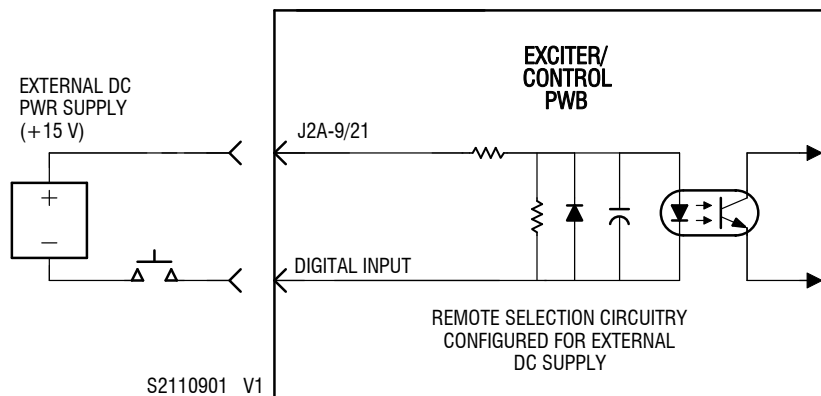 EXCITER/
CONTROL
PWB
EXTERNAL DC
PWR SUPPLY
(+15 V)
J2A-9/21
+
−
DIGITAL INPUT
REMOTE SELECTION CIRCUITRY
CONFIGURED FOR EXTERNAL
DC SUPPLY
S2110901 V1